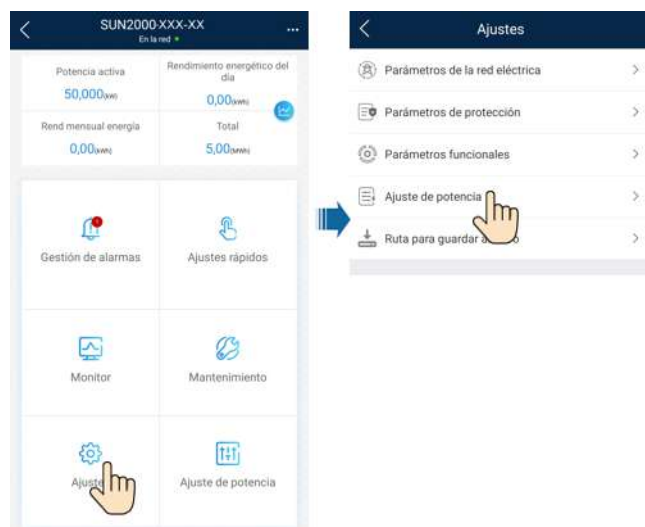 SUN2000-XXX-XX
En la red
Potencia activa
50,000(kW)
Rendimiento energético del
día
0,00(kWh)
Rend mensual energía
0,00(kWh)
Total
5,00(MWh)
Gestión de alarmas
Ajustes rápidos
Monitor
Mantenimiento
Ajuste
Ajuste de potencia
Ajustes
Parámetros de la red eléctrica
Parámetros de protección
Parámetros funcionales
Ajuste de potencia
Ruta para guardar